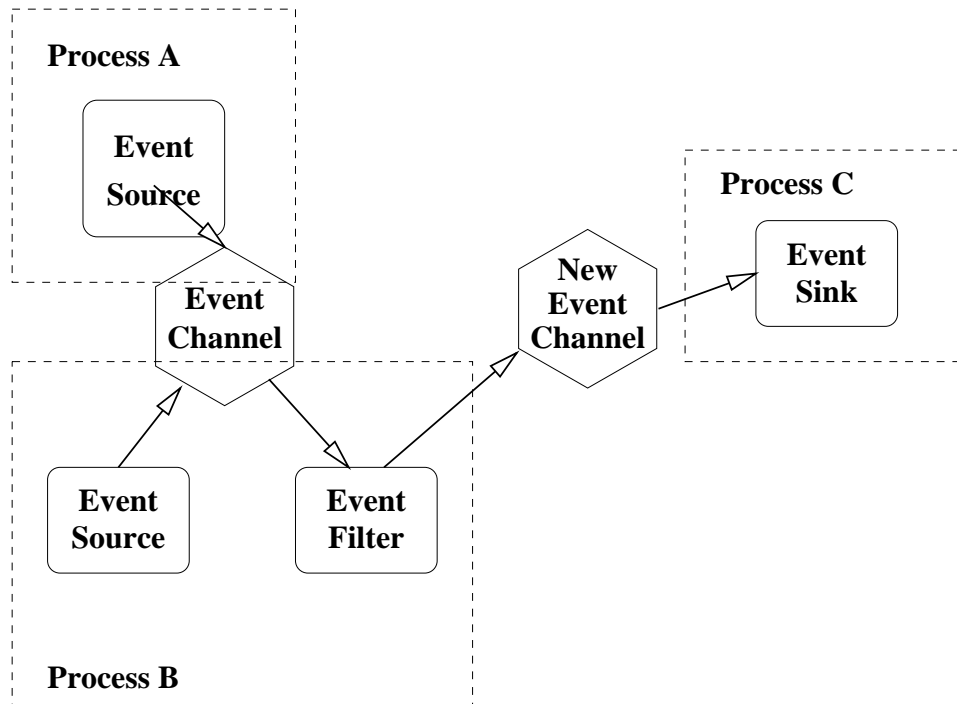 Process A
Event
Source
Event
Channel
Process C
Event
Sink
New
Event
Channel
Event
Source
Event
Filter
Process B